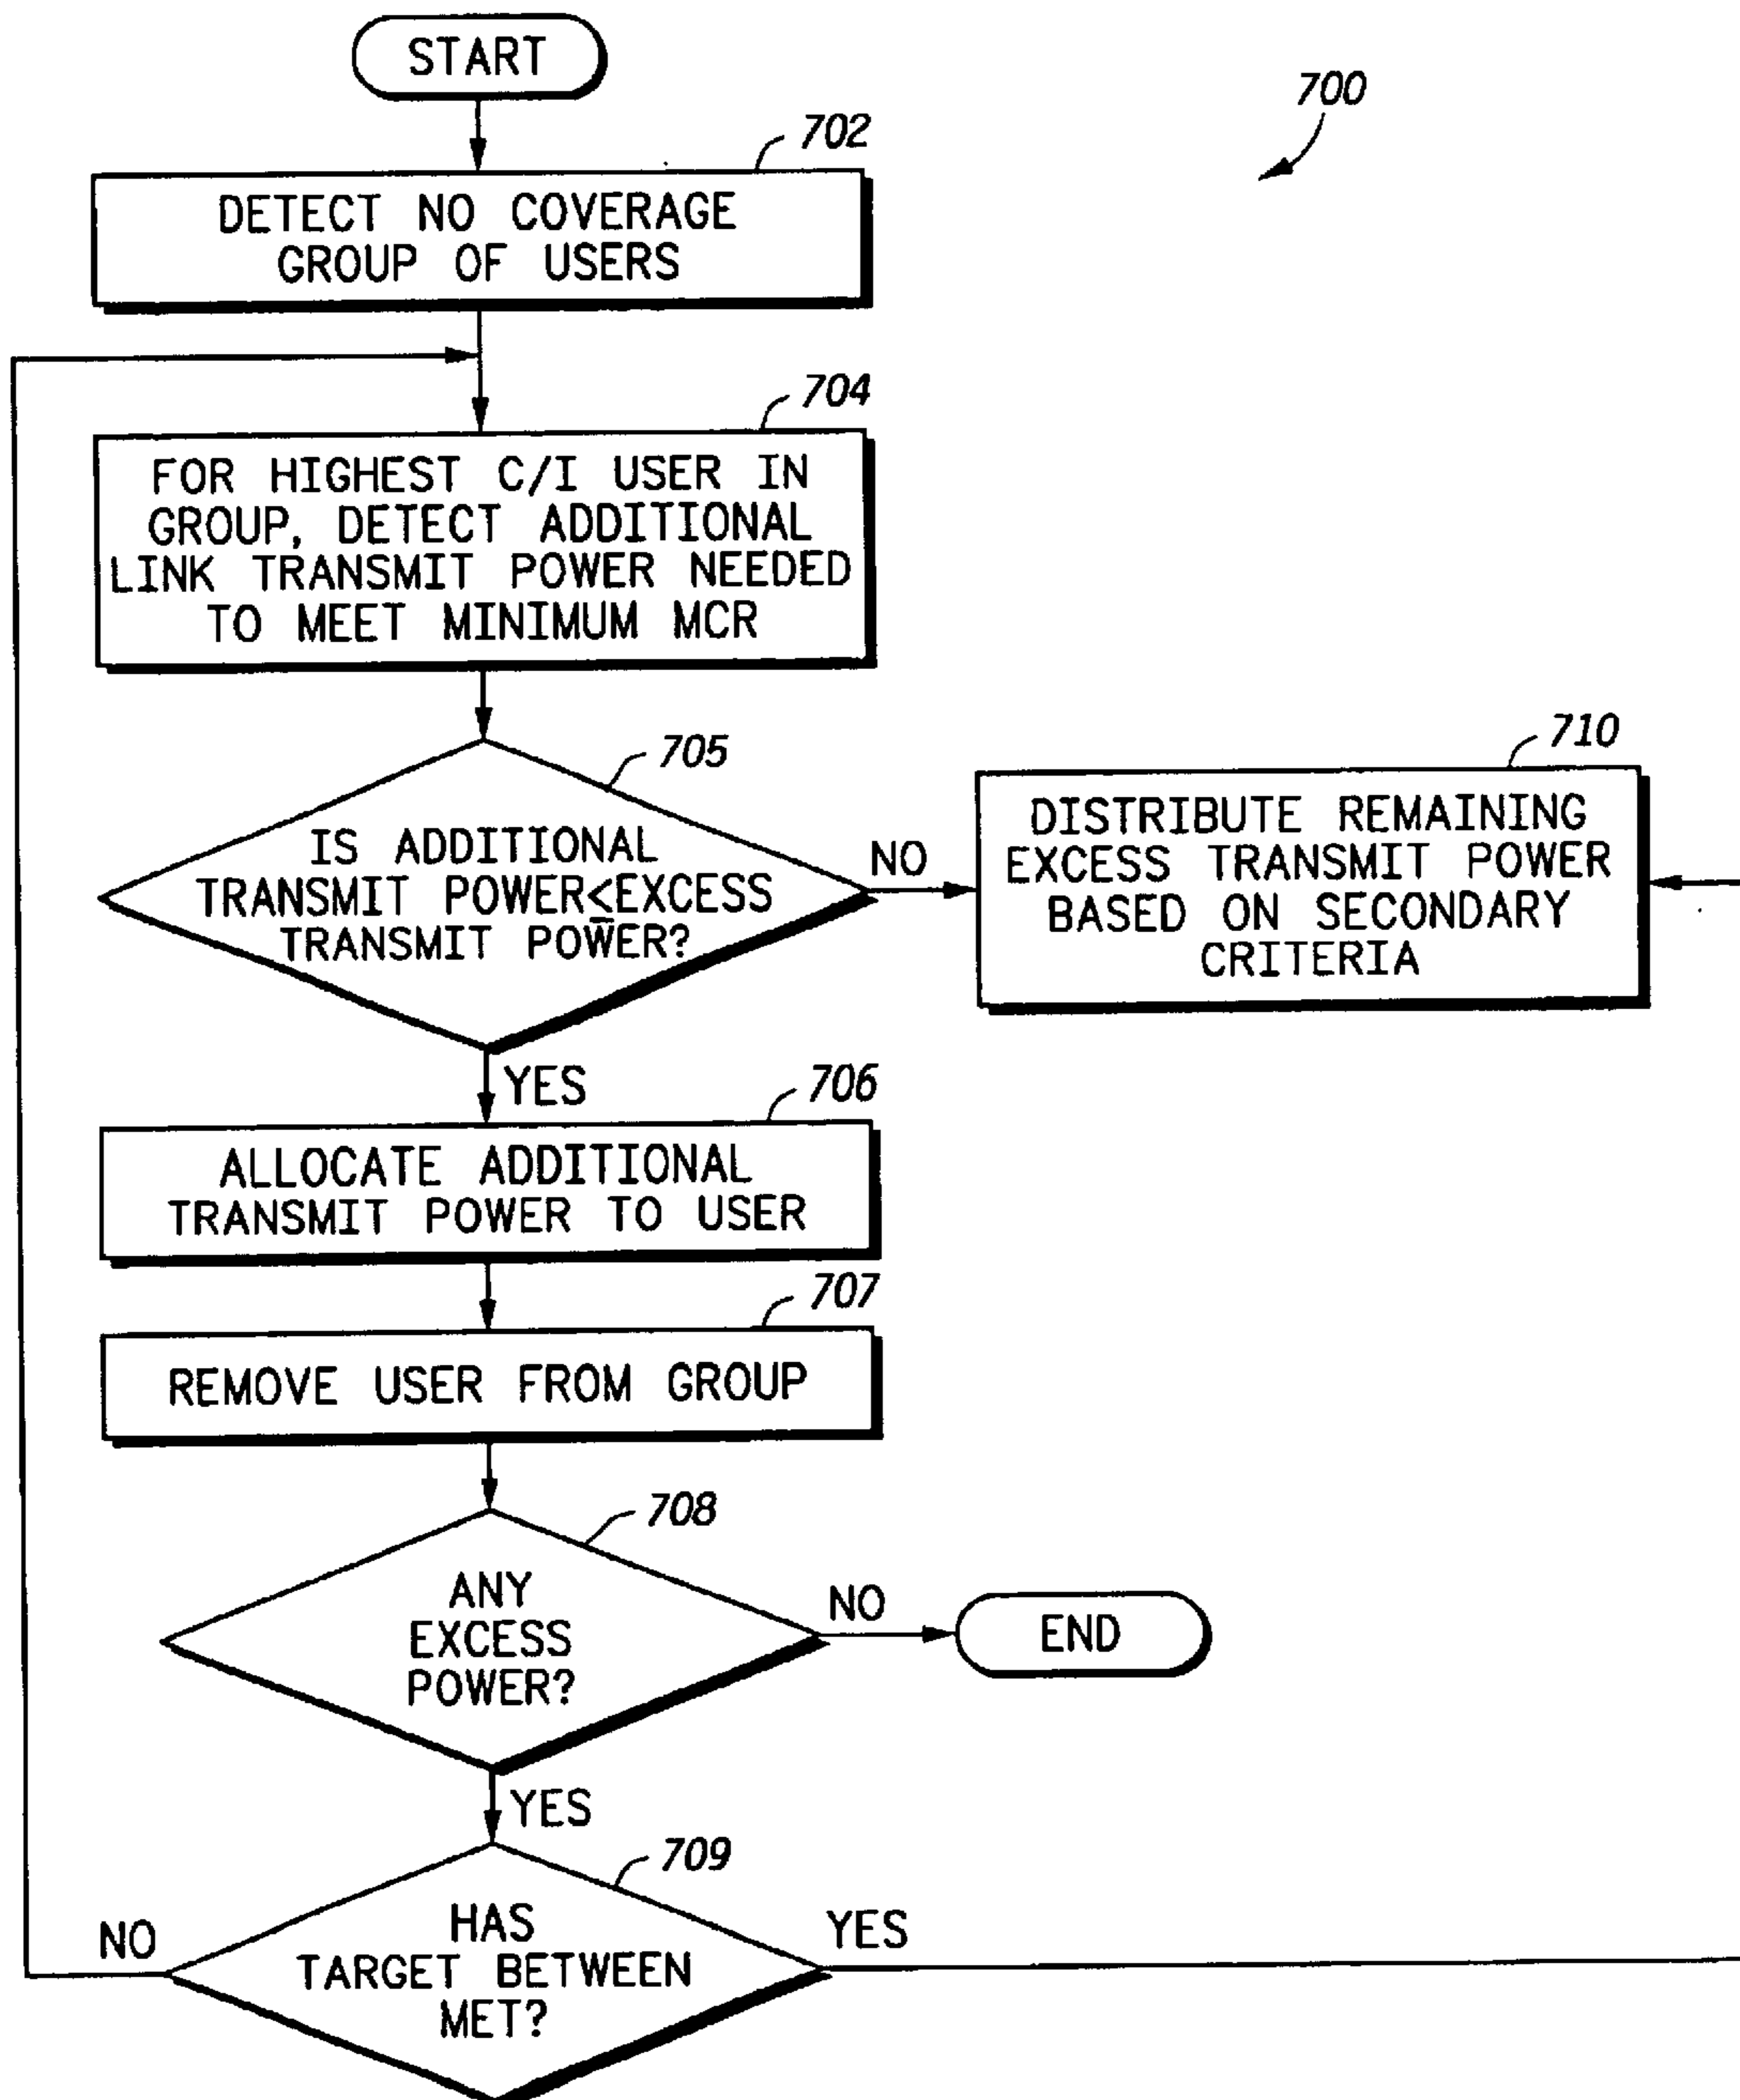 START
700
702
DETECT NO COVERAGE
GROUP OF USERS
704
FOR HIGHEST C/I USER IN
GROUP, DETECT ADDITIONAL
LINK TRANSMIT POWER NEEDED
TO MEET MINIMUM MCR
705
IS ADDITIONAL
TRANSMIT POWER≤EXCESS
TRANSMIT POWER?
NO
710
DISTRIBUTE REMAINING
EXCESS TRANSMIT POWER
BASED ON SECONDARY
CRITERIA
YES
706
ALLOCATE ADDITIONAL
TRANSMIT POWER TO USER
707
REMOVE USER FROM GROUP
708
ANY
EXCESS
POWER?
NO
END
YES
709
HAS
TARGET BETWEEN
MET?
NO
YES